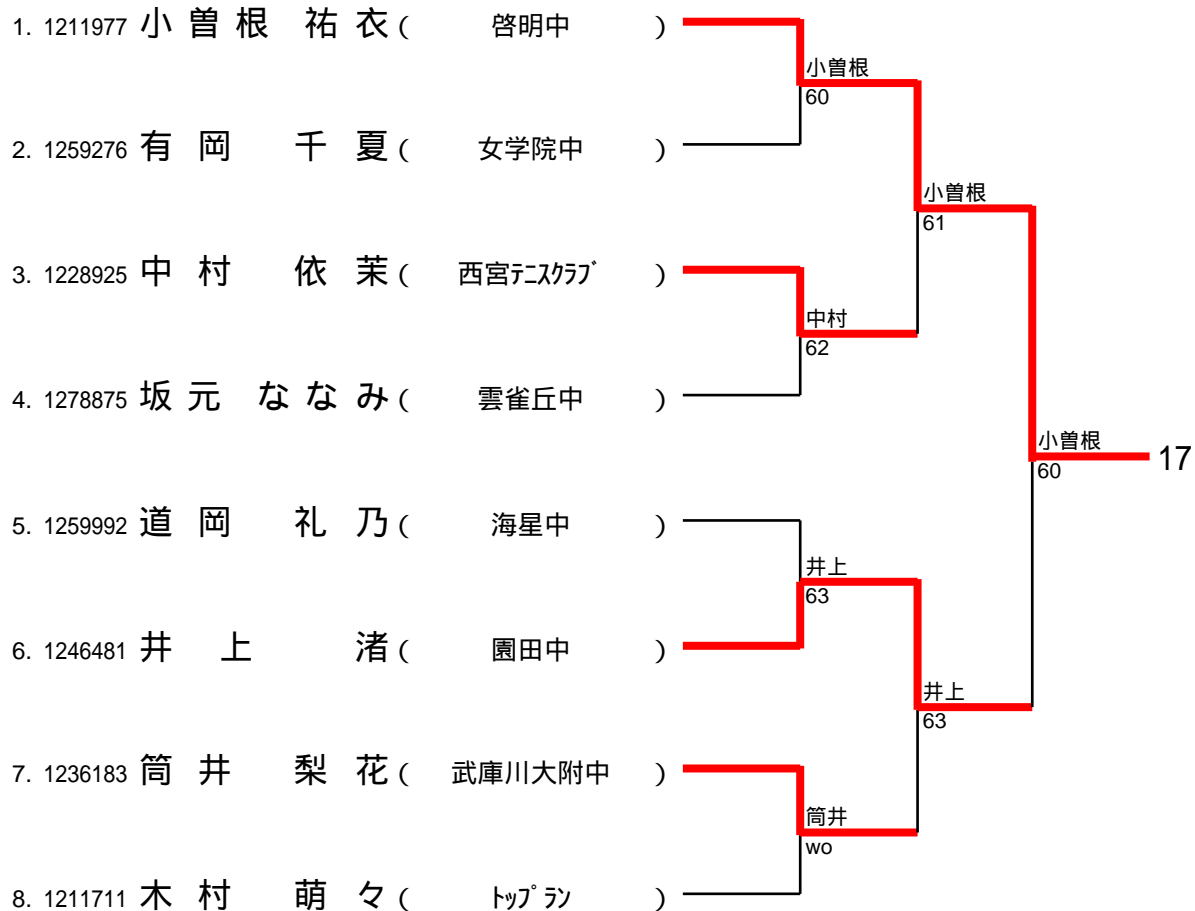 1. 1211977 小曽根 祐衣 ( 啓明中 )
小曽根
60
2. 1259276 有岡 千夏 ( 女学院中 )
小曽根
61
3. 1228925 中村 依茉 ( 西宮ﾃﾆｽｸﾗﾌﾞ )
中村
62
4. 1278875 坂元 ななみ ( 雲雀丘中 )
小曽根
60
17
5. 1259992 道岡 礼乃 ( 海星中 )
井上
63
6. 1246481 井上 渚 ( 園田中 )
井上
63
7. 1236183 筒井 梨花 ( 武庫川大附中 )
筒井
wo
8. 1211711 木村 萌々 ( ﾄｯﾌﾟﾗﾝ )